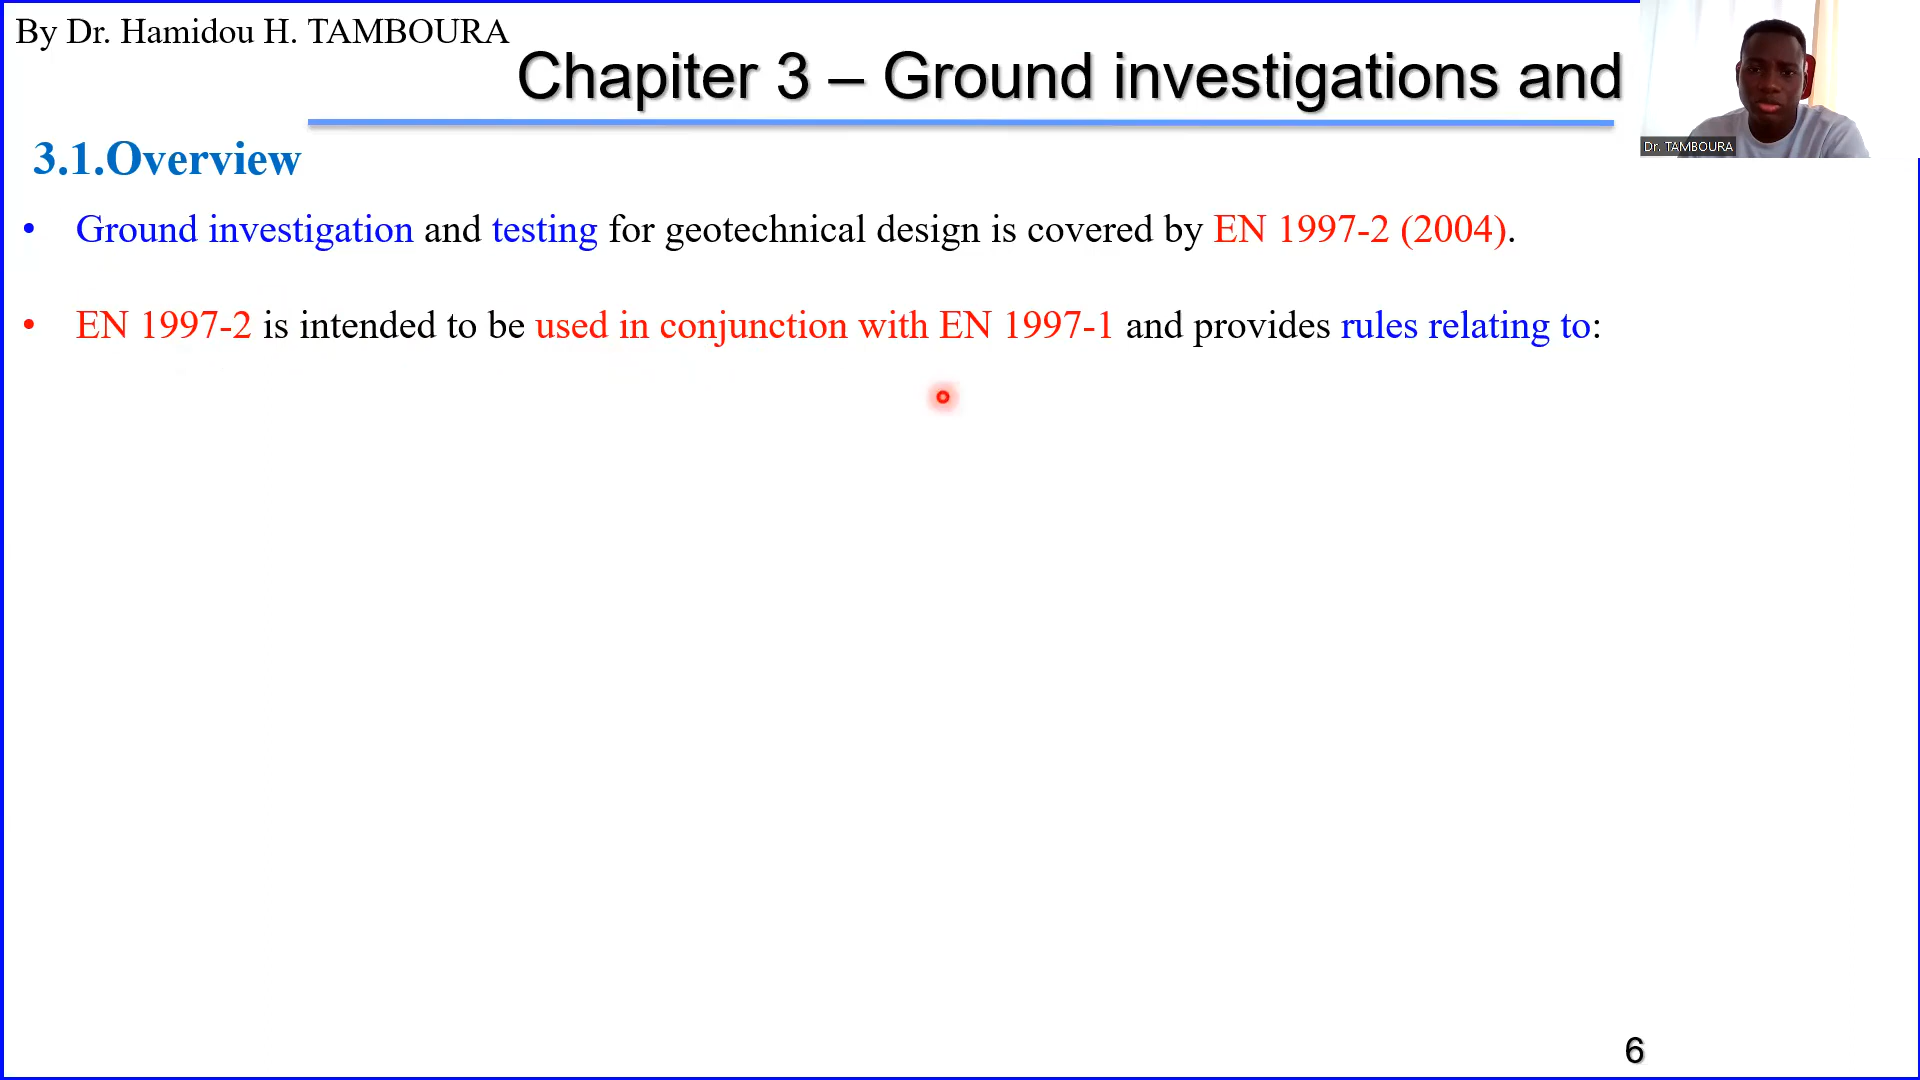 By Dr. Hamidou H. TAMBOURA
Chapiter 3 – Ground investigations and
Dr. TAMBOURA
3.1.Overview
• Ground investigation and testing for geotechnical design is covered by EN 1997-2 (2004).
• EN 1997-2 is intended to be used in conjunction with EN 1997-1 and provides rules relating to:
6